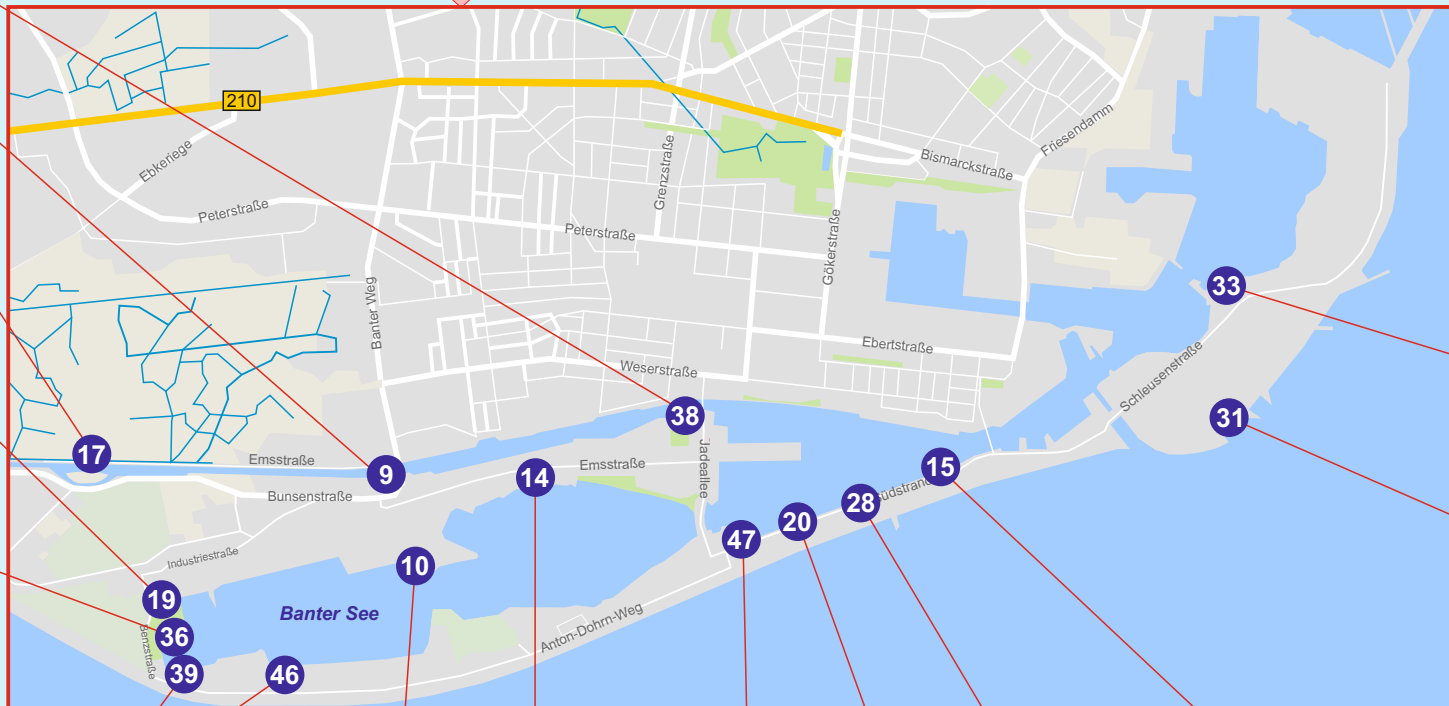 210
Ebkeriege
Friesendamm
Bismarckstraße
Grenzstraße
Peterstraße
Peterstraße
Gökerstraße
33
Banter Weg
Ebertstraße
Weserstraße
Schleusenstraße
38
31
17
Emsstraße
9
14
Emsstraße
Jadeallee
15
Südstrand
Bunsenstraße
28
20
47
Industriestraße
10
19
Banter See
Benzstraße
36
Anton-Dohrn-Weg
39
46